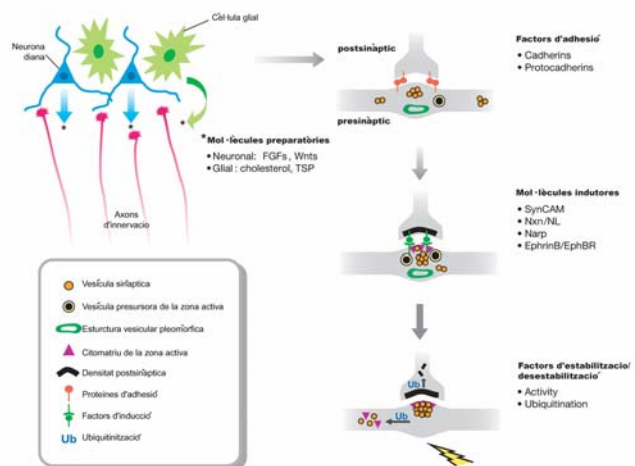 Cèl·lula glial
Neurona
diana
*Mol·lècules preparatòries
• Neuronal: FGFs, Wnts
• Glial: cholesterol, TSP
Axons
d'innervacio
postsinàptic
presinàptic
Factors d'adhesió
• Cadherins
• Protocadherins
Mol·lècules indutores
• SynCAM
• Nxn/NL
• Narp
• EphrinB/EphBR
Ub
Ub
Factors d'estabilització/
desestabilització
• Activity
• Ubiquitination
Vesícula sinàptica
Vesícula presursora de la zona activa
Esturctura vesicular pleomòrfica
Citomatriu de la zona activa
Densitat postsinàptica
Proteïnes d'adhesió
Factors d'inducció
Ub Ubiquitinització